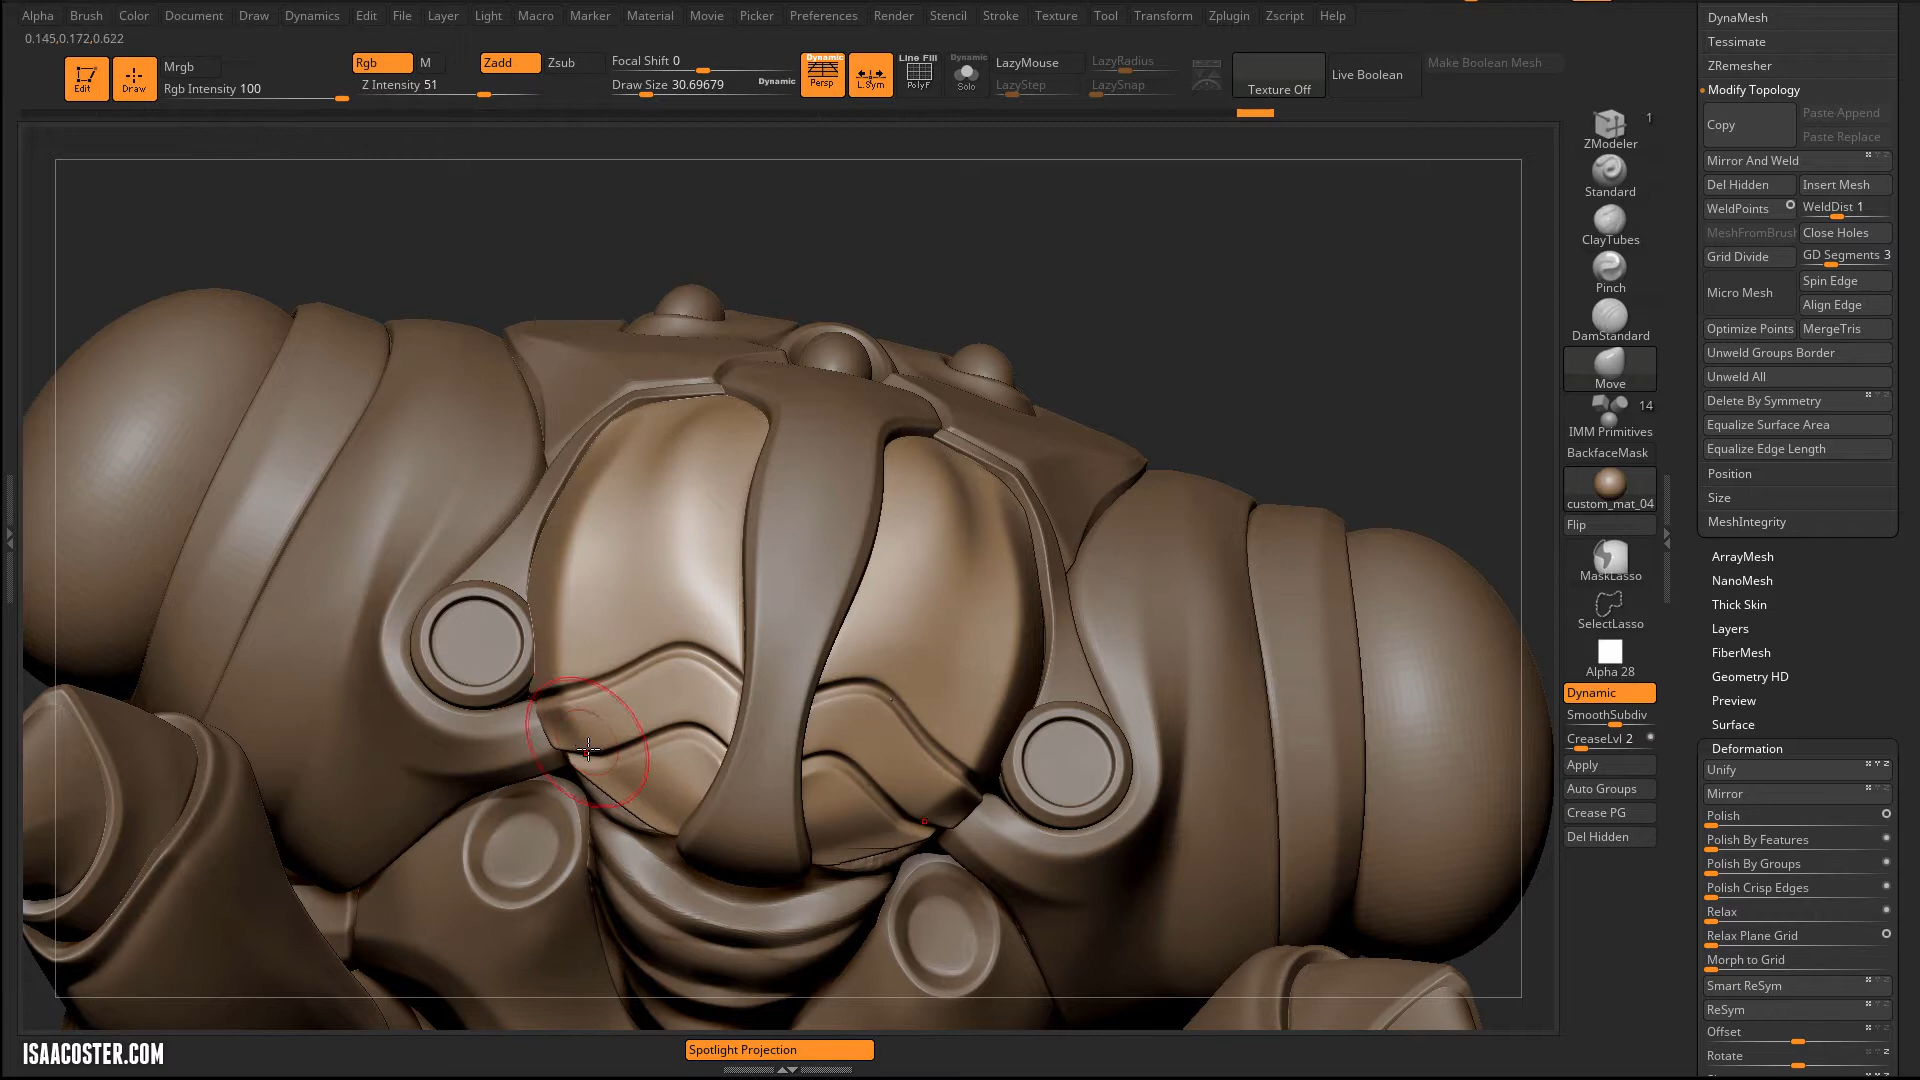 Alpha Brush Color Document Draw Dynamics Edit File Layer Light Macro Marker Material Movie Picker Preferences Render Stencil Stroke Texture Tool Transform Zplugin Zscript Help
0.145,0.172,0.622
Edit
Draw
Mrgb
Rgb Intensity 100
Rgb
M
Z Intensity 51
Zadd
Zsub
Focal Shift 0
Draw Size 30.69679
Dynamic
Dynamic
Persp
L.Sym
Line Fill
PolyF
Dynamic
Solo
LazyMouse
LazyStep
LazyRadius
LazySnap
Texture Off
Live Boolean
Make Boolean Mesh
1
ZModeler
Standard
ClayTubes
Pinch
DamStandard
Move
14
IMM Primitives
BackfaceMask
custom_mat_04
Flip
MaskLasso
SelectLasso
Alpha 28
Dynamic
SmoothSubdiv
CreaseLvl 2
Apply
Auto Groups
Crease PG
Del Hidden
DynaMesh
Tessimate
ZRemesher
Modify Topology
Copy
Paste Append
Paste Replace
Mirror And Weld
Del Hidden
Insert Mesh
WeldPoints
WeldDist 1
MeshFromBrush
Close Holes
Grid Divide
GD Segments 3
Micro Mesh
Spin Edge
Align Edge
Optimize Points
MergeTris
Unweld Groups Border
Unweld All
Delete By Symmetry
Equalize Surface Area
Equalize Edge Length
Position
Size
MeshIntegrity
ArrayMesh
NanoMesh
Thick Skin
Layers
FiberMesh
Geometry HD
Preview
Surface
Deformation
Unify
Mirror
Polish
Polish By Features
Polish By Groups
Polish Crisp Edges
Relax
Relax Plane Grid
Morph to Grid
Smart ReSym
ReSym
Offset
Rotate
ISAACOSTER.COM
Spotlight Projection